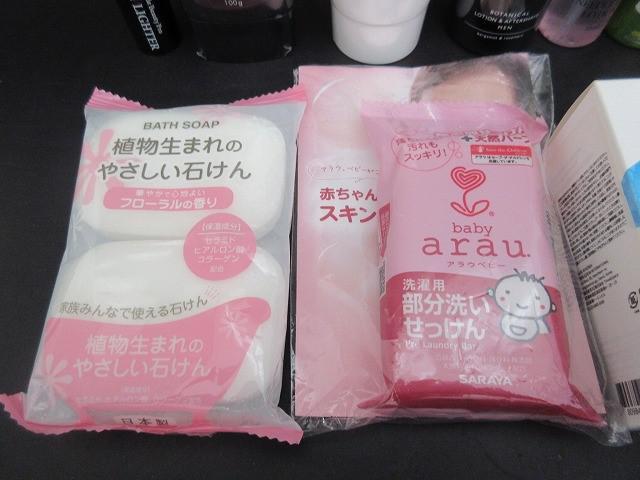 LIGHTER
100g
BOTANICAL
LOTION & AFTERSHAVE
MEN
BATH SOAP
植物生まれの
やさしい石けん
華やかで心地よい
フローラルの香り
【保湿成分】
セラミド
ヒアルロン酸
コラーゲン
配合
家族みんなで使える石けん
植物生まれの
やさしい石けん
日本製
赤ちゃん
スキン
汚れも
スッキリ!
Save the Children
baby
arau.
アラウベビー
洗濯用
部分洗い
せっけん
Pre Laundry Bar
SARAYA